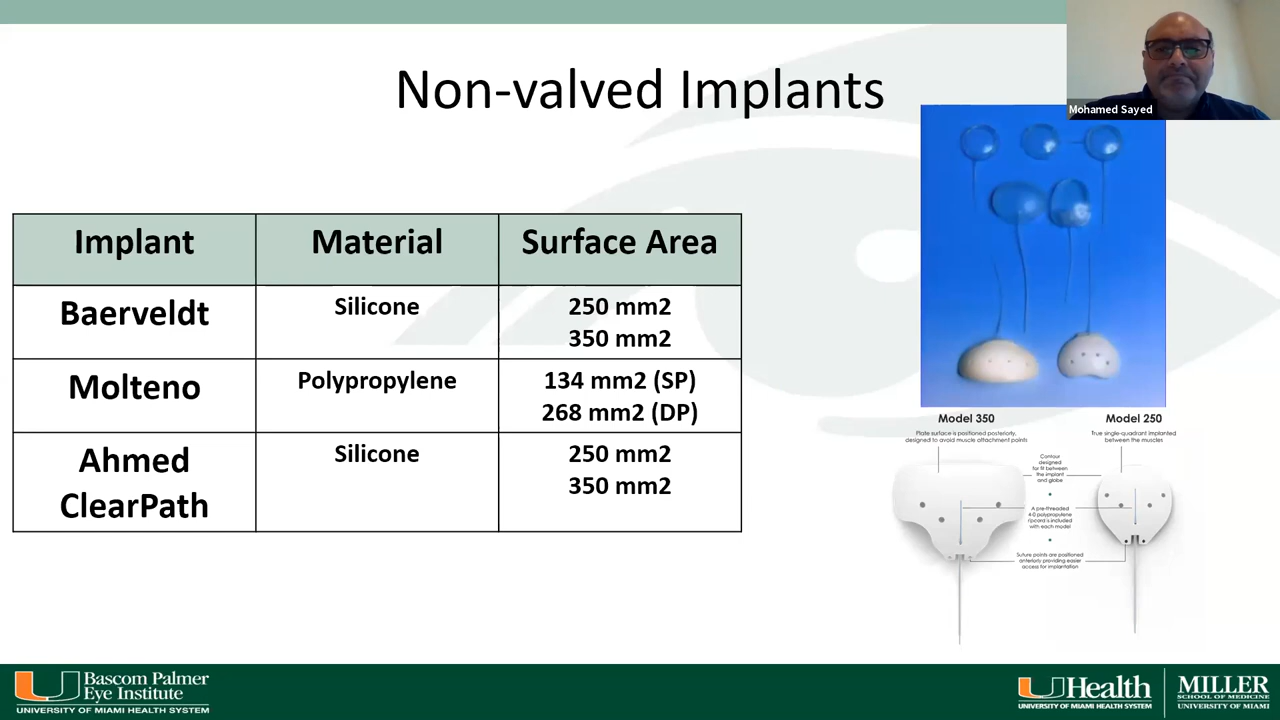 Non-valved Implants
Mohamed Sayed
Implant Material Surface Area
Baerveldt Silicone 250 mm2
350 mm2
Molteno Polypropylene 134 mm2 (SP)
268 mm2 (DP)
Ahmed Silicone 250 mm2
ClearPath 350 mm2
Model 350
Plate surface is positioned posteriorly,
designed to avoid muscle attachment points
Model 250
True single-quadrant implanted
between the muscles
Contour
designed
for fit between
the implant
and globe
A pre-threaded
4-0 polypropylene
ripcord is included
with each model
Suture points are positioned
anteriorly providing easier
access for implantation
Bascom Palmer
Eye Institute
UNIVERSITY OF MIAMI HEALTH SYSTEM
UHealth
UNIVERSITY OF MIAMI HEALTH SYSTEM
MILLER
SCHOOL OF MEDICINE
UNIVERSITY OF MIAMI